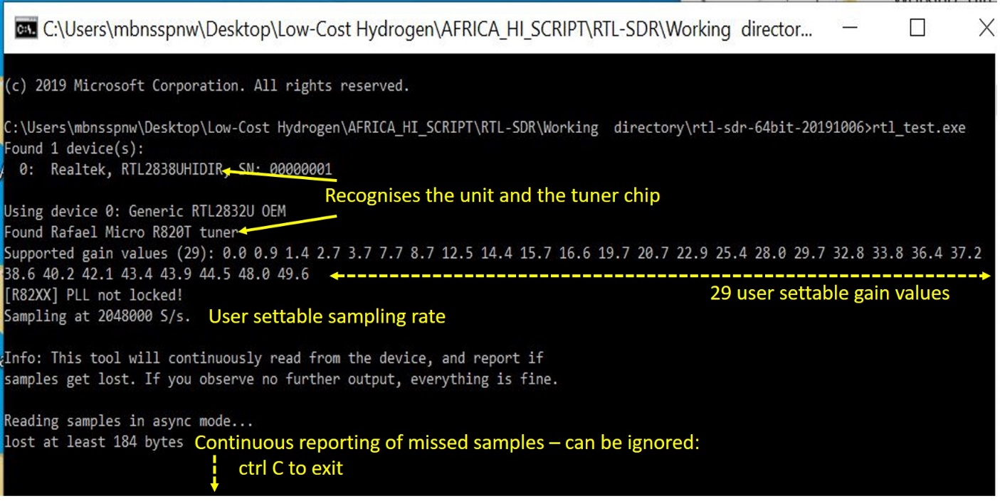 C:\Users\mbnsspnw\Desktop\Low-Cost Hydrogen\AFRICA_HI_SCRIPT\RTL-SDR\Working director...
(c) 2019 Microsoft Corporation. All rights reserved.
C:\Users\mbnsspnw\Desktop\Low-Cost Hydrogen\AFRICA_HI_SCRIPT\RTL-SDR\Working  directory\rtl-sdr-64bit-20191006>rtl_test.exe
Found 1 device(s):
0:  Realtek, RTL2838UHIDIR, SN: 00000001
Recognises the unit and the tuner chip
Using device 0: Generic RTL2832U OEM
Found Rafael Micro R820T tuner
Supported gain values (29): 0.0 0.9 1.4 2.7 3.7 7.7 8.7 12.5 14.4 15.7 16.6 19.7 20.7 22.9 25.4 28.0 29.7 32.8 33.8 36.4 37.2
38.6 40.2 42.1 43.4 43.9 44.5 48.0 49.6
29 user settable gain values
[R82XX] PLL not locked!
Sampling at 2048000 S/s. User settable sampling rate
Info: This tool will continuously read from the device, and report if
samples get lost. If you observe no further output, everything is fine.
Reading samples in async mode...
lost at least 184 bytes Continuous reporting of missed samples – can be ignored:
ctrl C to exit